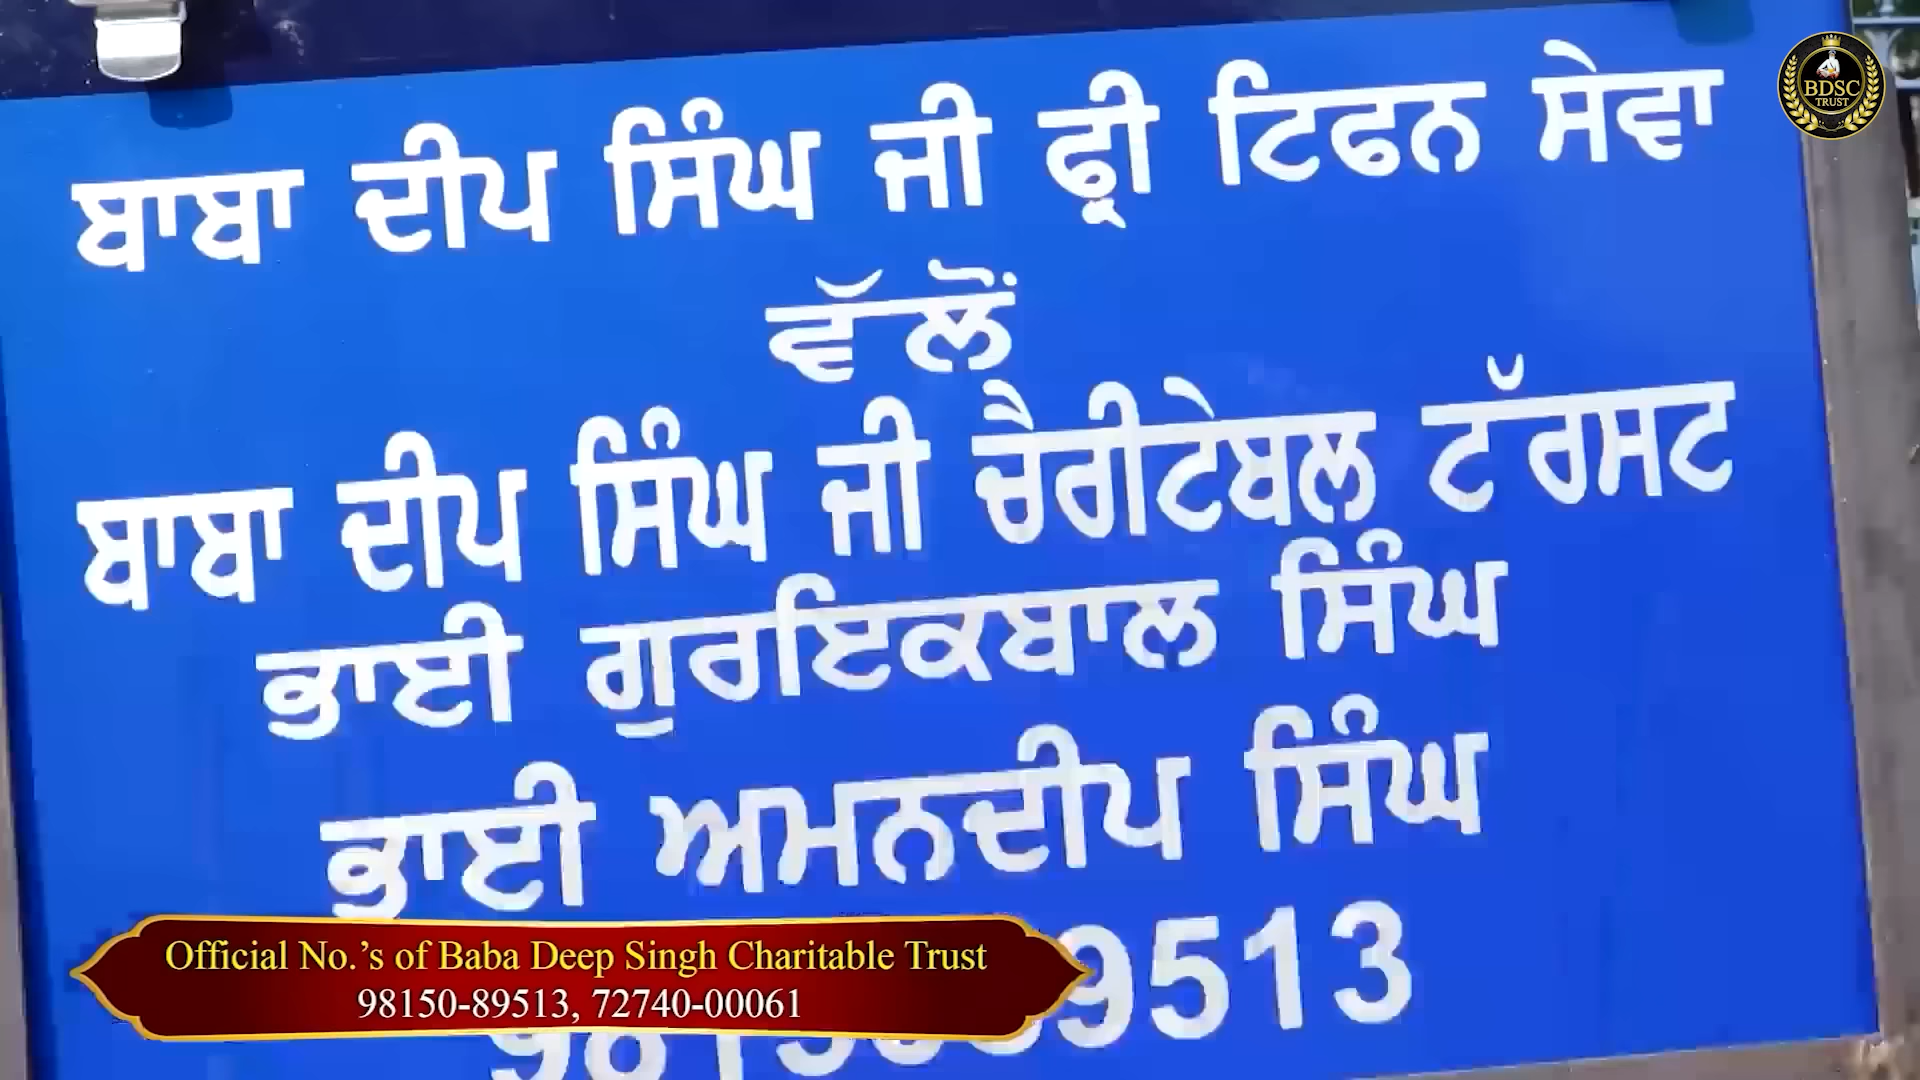 ਬਾਬਾ ਦੀਪ ਸਿੰਘ ਜੀ ਫ੍ਰੀ ਟਿਫਨ ਸੇਵਾ
ਵੱਲੋਂ
ਬਾਬਾ ਦੀਪ ਸਿੰਘ ਜੀ ਚੈਰੀਟੇਬਲ ਟੱਰਸਟ
ਭਾਈ ਗੁਰਇਕਬਾਲ ਸਿੰਘ
ਭਾਈ ਅਮਨਦੀਪ ਸਿੰਘ
9513
Official No.'s of Baba Deep Singh Charitable Trust
98150-89513, 72740-00061
BDSC
TRUST